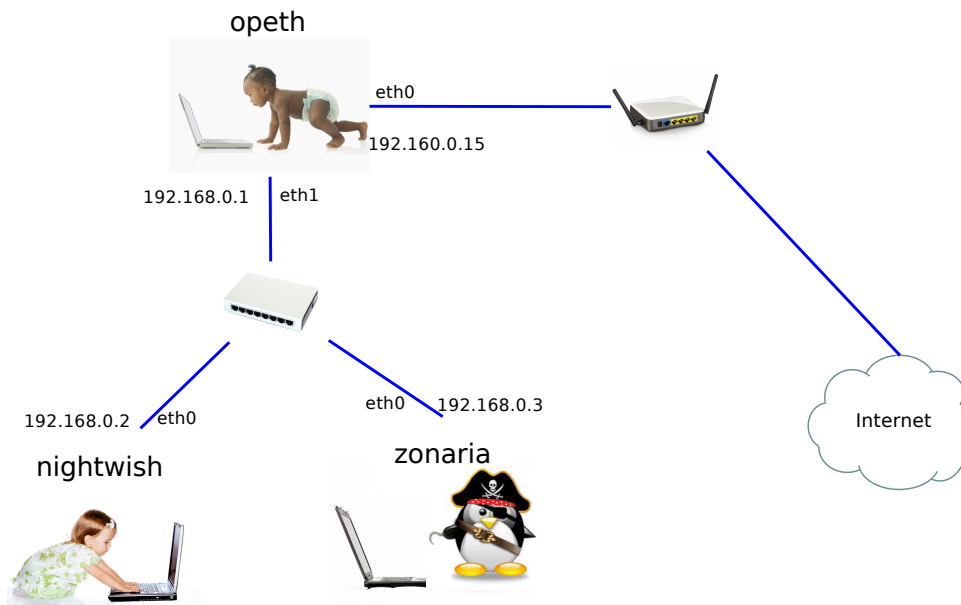 opeth
eth0
192.160.0.15
192.168.0.1
eth1
192.168.0.2
eth0
eth0
192.168.0.3
nightwish
zonaria
Internet